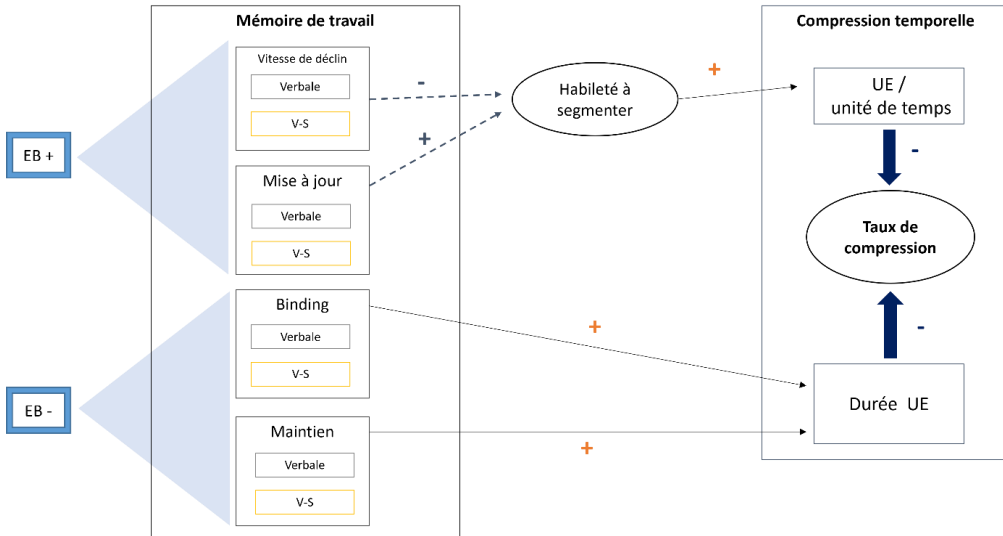 Mémoire de travail
Compression temporelle
EB +
Vitesse de déclin
Verbale
V-S
-
+
Habileté à
segmenter
+
UE /
unité de temps
-
Mise à jour
Verbale
V-S
Taux de
compression
EB -
Binding
Verbale
V-S
+
-
Durée UE
Maintien
Verbale
V-S
+